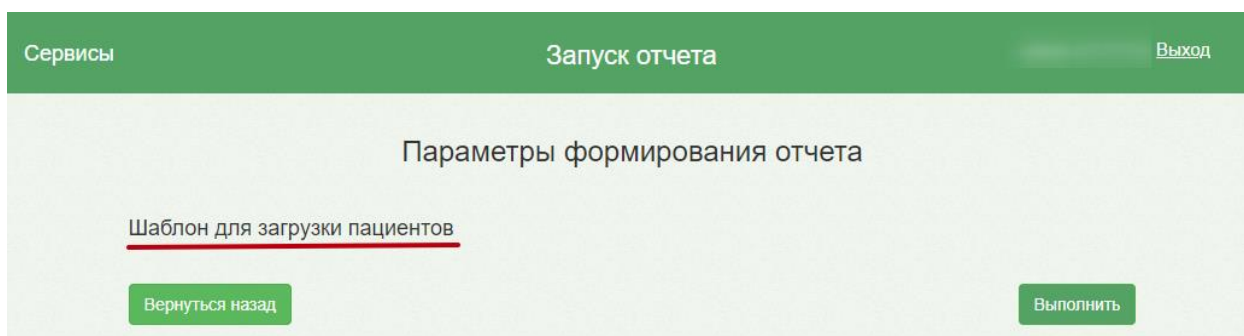 Сервисы
Запуск отчета
Выход
Параметры формирования отчета
Шаблон для загрузки пациентов
Вернуться назад
Выполнить